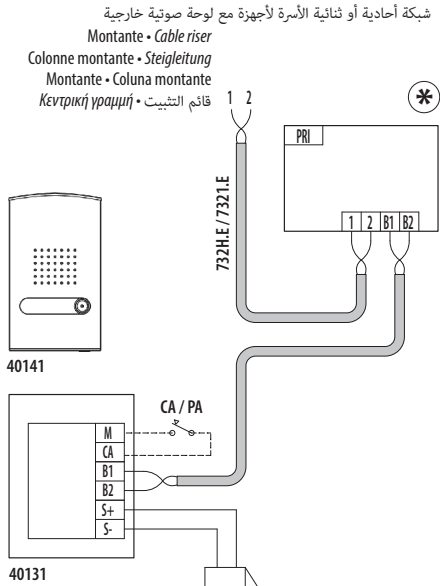 شبكة أحادية أو ثنائية الأسرة لأجهزة مع لوحة صوتية خارجية
Montante • Cable riser
Colonne montante • Steigleitung
Montante • Coluna montante
Κεντρική γραμμή • قائم التثبيت
1 2
*
PRI
732H.E / 732I.E
1 2 B1 B2
40141
CA / PA
M
CA
B1
B2
S+
S-
40131